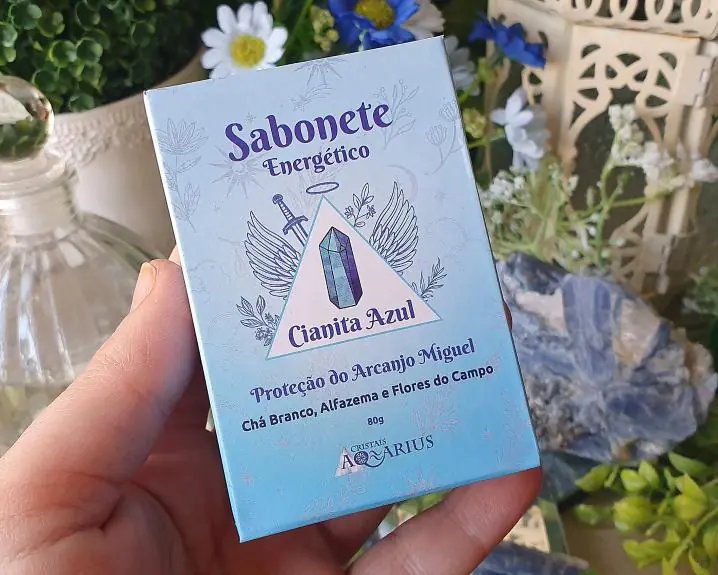 Sabonete
Energético
Cianita Azul
Proteção do Arcanjo Miguel
Chá Branco, Alfazema e Flores do Campo
80g
CRISTAIS
AQUARIUS